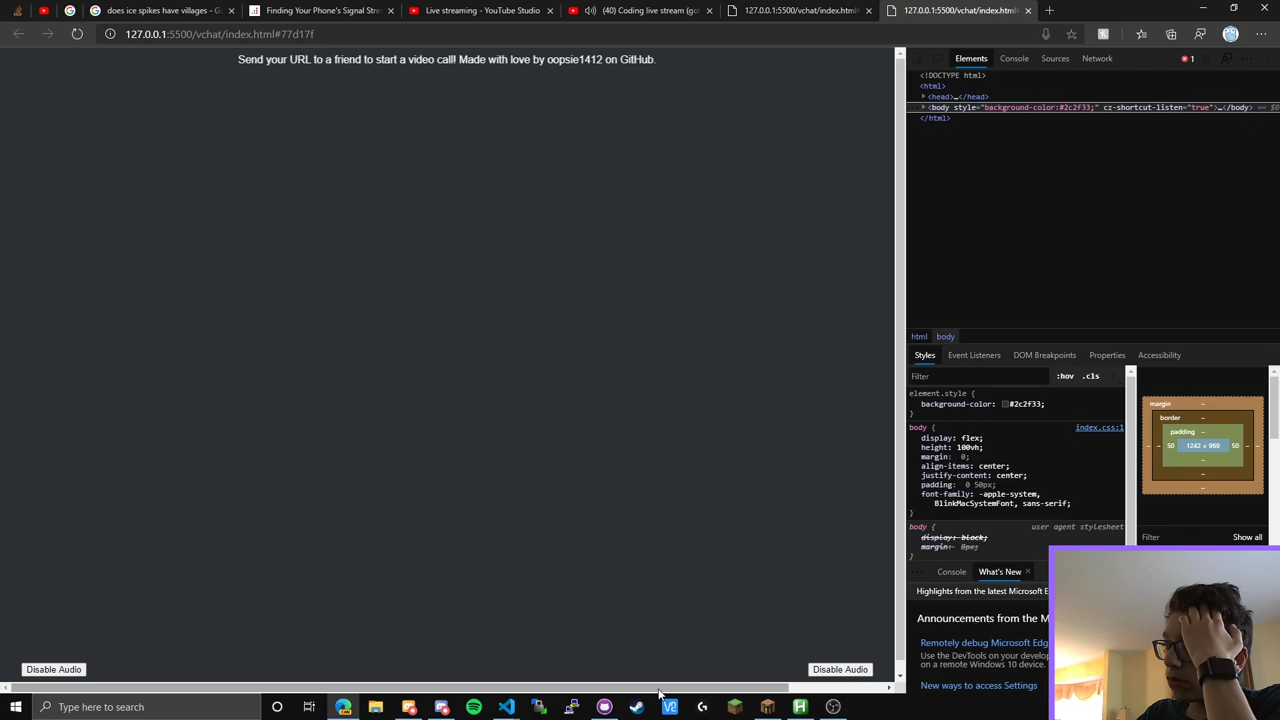 does ice spikes have villages - G
Finding Your Phone's Signal Stre
Live streaming - YouTube Studio
(40) Coding live stream (go
127.0.0.1:5500/vchat/index.html
127.0.0.1:5500/vchat/index.html
127.0.0.1:5500/vchat/index.html#77d17f
Send your URL to a friend to start a video call! Made with love by oopsie1412 on GitHub.
Elements Console Sources Network 1
<!DOCTYPE html>
<html>
<head>…</head>
<body style="background-color:#2c2f33;" cz-shortcut-listen="true">…</body> == $0
</html>
html body
Styles Event Listeners DOM Breakpoints Properties Accessibility
Filter :hov .cls
element.style {
background-color: #2c2f33;
}
body { index.css:1
display: flex;
height: 100vh;
margin: 0;
align-items: center;
justify-content: center;
padding: 0 50px;
font-family: -apple-system,
BlinkMacSystemFont, sans-serif;
}
body { user agent stylesheet
display: block;
margin: 8px;
}
margin –
border –
padding –
– – 50 1242 × 969 50 – –
–
–
–
Filter Show all
Console What's New
Highlights from the latest Microsoft E
Announcements from the M
Remotely debug Microsoft Edg
Use the DevTools on your develop
on a remote Windows 10 device.
New ways to access Settings
Disable Audio
Disable Audio
Type here to search
V2